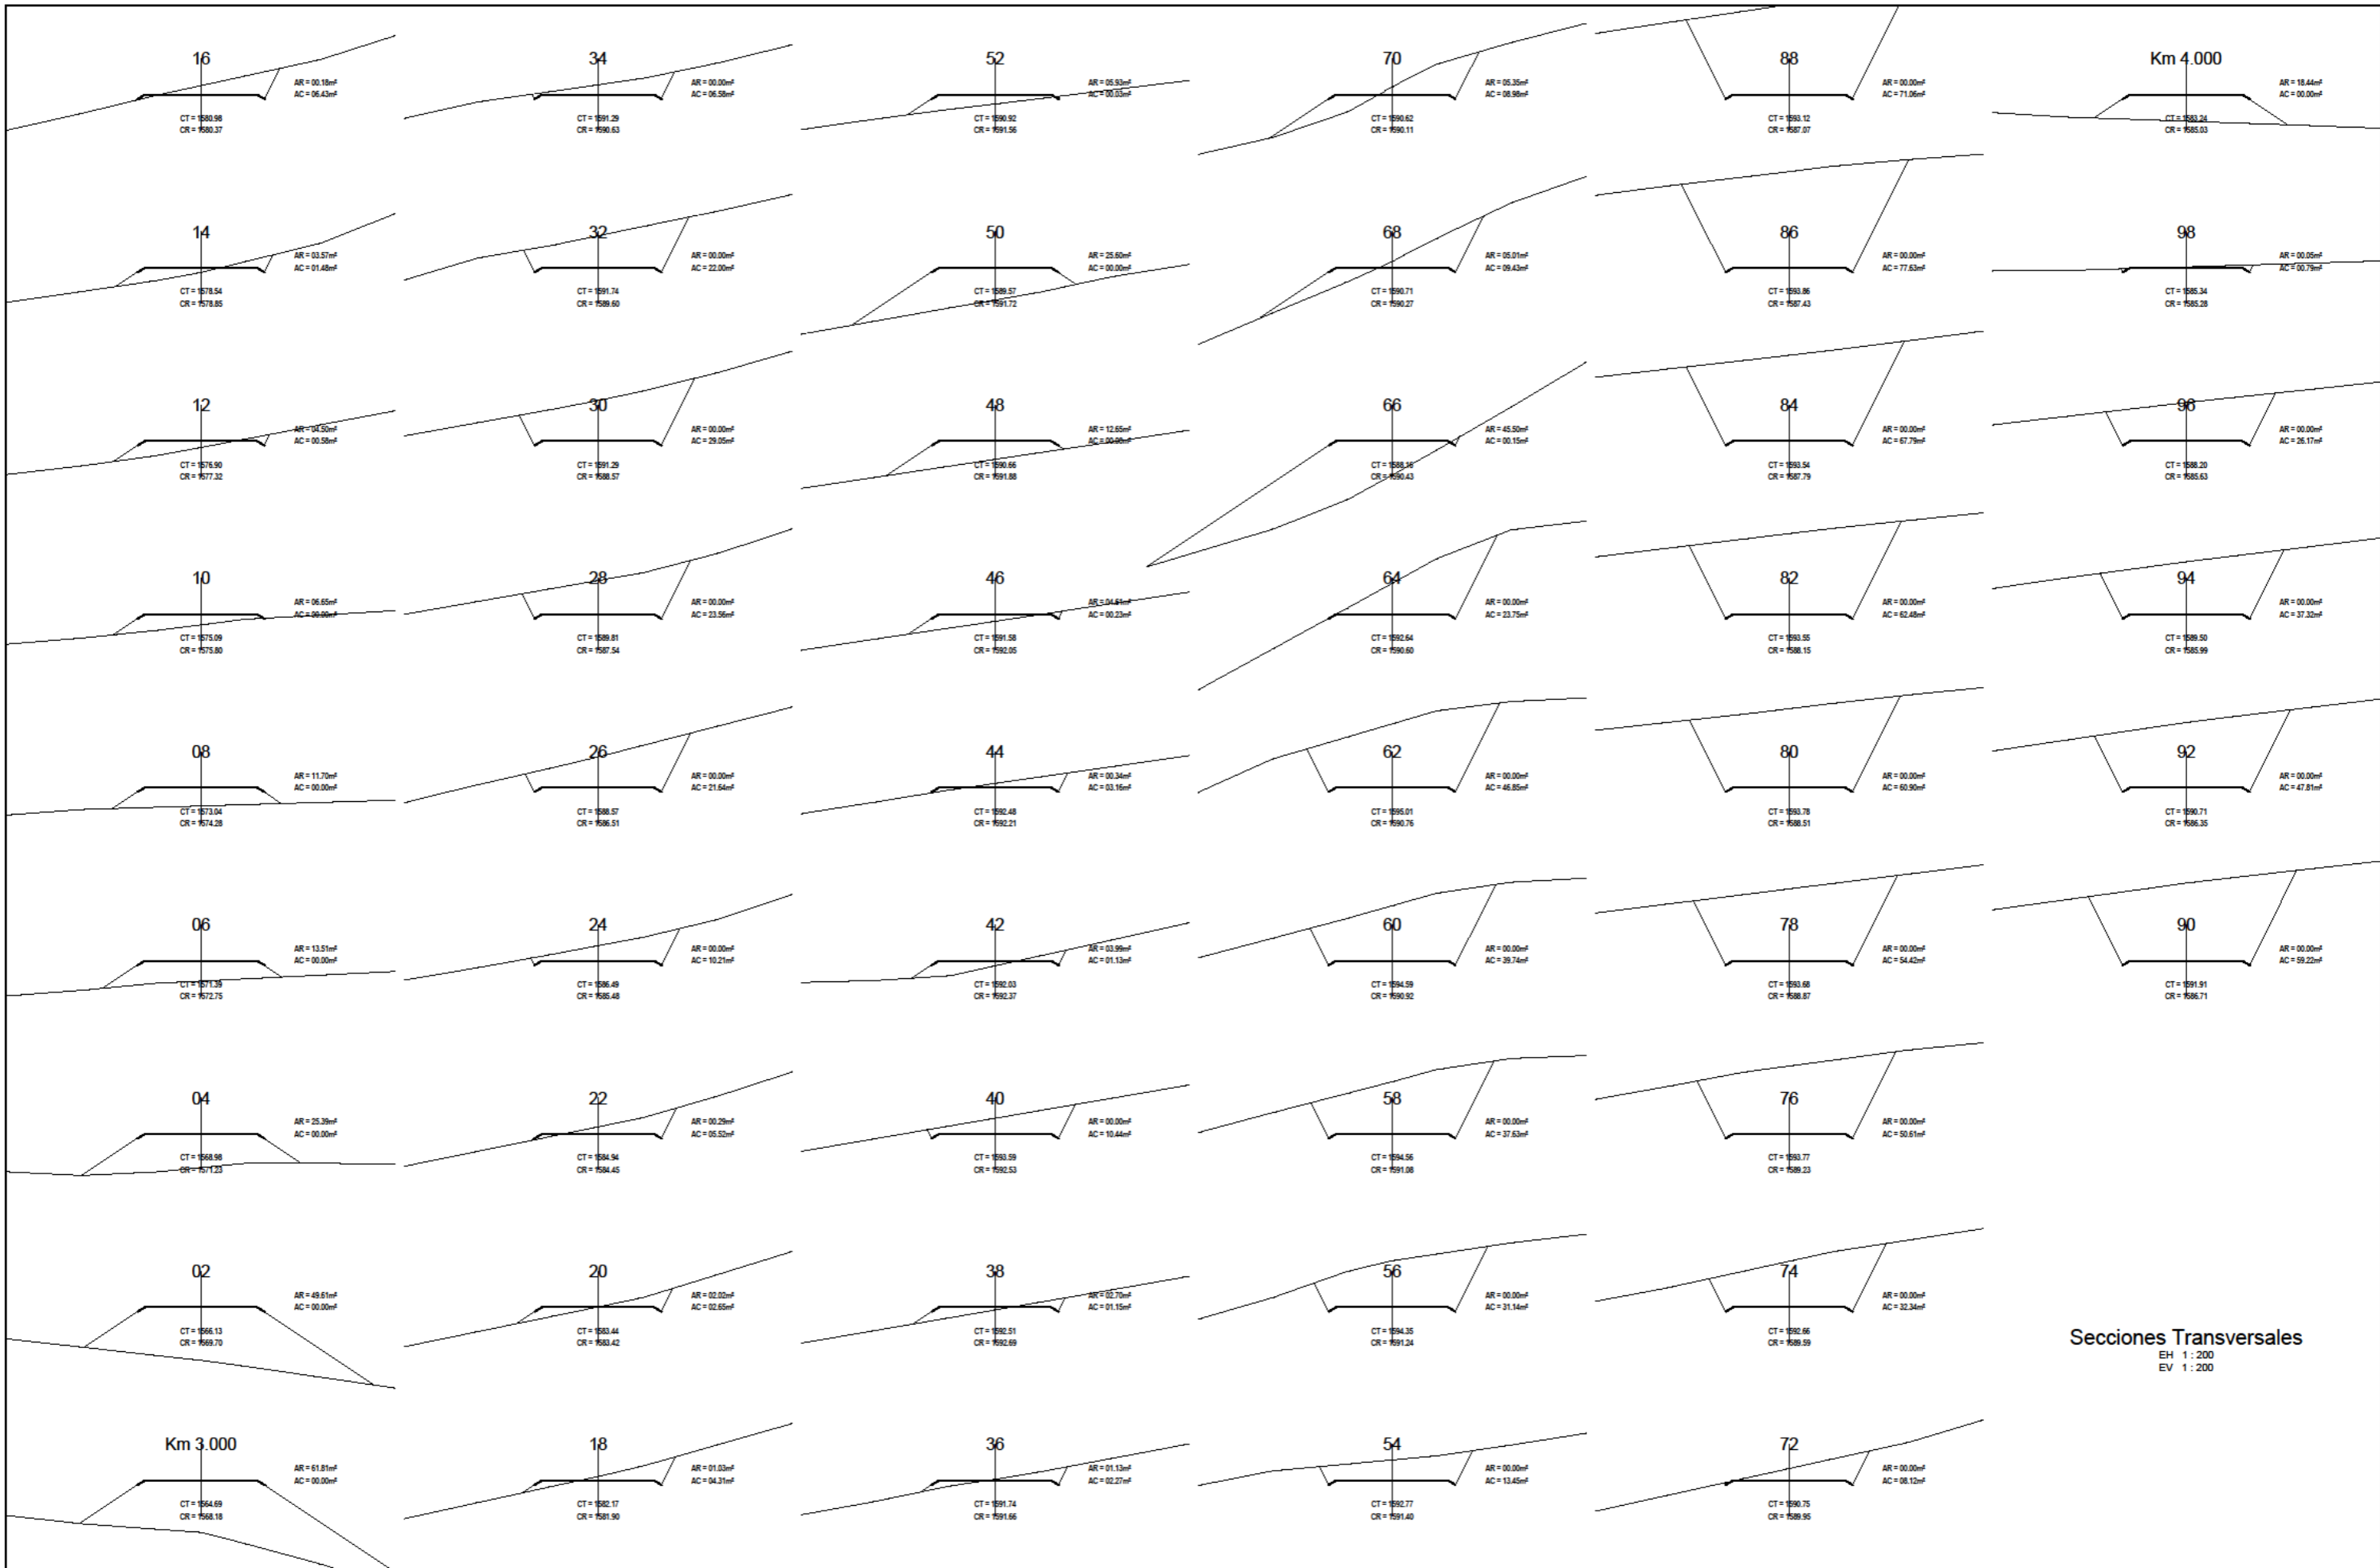 16
AR = 00.18m²
AC = 06.43m²
CT = 1580.98
CR = 1580.37
34
AR = 00.00m²
AC = 06.58m²
CT = 1591.29
CR = 1590.63
52
AR = 05.93m²
AC = 00.03m²
CT = 1590.92
CR = 1591.56
70
AR = 05.35m²
AC = 08.98m²
CT = 1590.62
CR = 1590.11
88
AR = 00.00m²
AC = 71.06m²
CT = 1593.12
CR = 1587.07
Km 4.000
AR = 18.44m²
AC = 00.00m²
CT = 1583.24
CR = 1585.03
14
AR = 03.57m²
AC = 01.48m²
CT = 1578.54
CR = 1578.85
32
AR = 00.00m²
AC = 22.00m²
CT = 1591.74
CR = 1589.60
50
AR = 25.60m²
AC = 00.00m²
CT = 1589.57
CR = 1591.72
68
AR = 05.01m²
AC = 09.43m²
CT = 1590.71
CR = 1590.27
86
AR = 00.00m²
AC = 77.63m²
CT = 1593.86
CR = 1587.43
98
AR = 00.05m²
AC = 00.79m²
CT = 1585.34
CR = 1585.28
12
AR = 04.50m²
AC = 00.58m²
CT = 1576.90
CR = 1577.32
30
AR = 00.00m²
AC = 29.05m²
CT = 1591.29
CR = 1588.57
48
AR = 12.65m²
AC = 00.00m²
CT = 1590.66
CR = 1591.88
66
AR = 45.50m²
AC = 00.15m²
CT = 1588.16
CR = 1590.43
84
AR = 00.00m²
AC = 67.79m²
CT = 1593.54
CR = 1587.79
96
AR = 00.00m²
AC = 26.17m²
CT = 1588.20
CR = 1585.63
10
AR = 06.65m²
AC = 00.00m²
CT = 1575.09
CR = 1575.80
28
AR = 00.00m²
AC = 23.56m²
CT = 1589.81
CR = 1587.54
46
AR = 04.61m²
AC = 00.23m²
CT = 1591.58
CR = 1592.05
64
AR = 00.00m²
AC = 23.75m²
CT = 1592.64
CR = 1590.60
82
AR = 00.00m²
AC = 62.48m²
CT = 1593.55
CR = 1588.15
94
AR = 00.00m²
AC = 37.32m²
CT = 1589.50
CR = 1585.99
08
AR = 11.70m²
AC = 00.00m²
CT = 1573.04
CR = 1574.28
26
AR = 00.00m²
AC = 21.64m²
CT = 1588.57
CR = 1586.51
44
AR = 00.34m²
AC = 03.16m²
CT = 1592.48
CR = 1592.21
62
AR = 00.00m²
AC = 46.85m²
CT = 1595.01
CR = 1590.76
80
AR = 00.00m²
AC = 60.90m²
CT = 1593.78
CR = 1588.51
92
AR = 00.00m²
AC = 47.81m²
CT = 1590.71
CR = 1586.35
06
AR = 13.51m²
AC = 00.00m²
CT = 1571.39
CR = 1572.75
24
AR = 00.00m²
AC = 10.21m²
CT = 1586.49
CR = 1585.48
42
AR = 03.99m²
AC = 01.13m²
CT = 1592.03
CR = 1592.37
60
AR = 00.00m²
AC = 39.74m²
CT = 1594.59
CR = 1590.92
78
AR = 00.00m²
AC = 54.42m²
CT = 1593.68
CR = 1588.87
90
AR = 00.00m²
AC = 59.22m²
CT = 1591.91
CR = 1586.71
04
AR = 25.39m²
AC = 00.00m²
CT = 1568.98
CR = 1571.23
22
AR = 00.29m²
AC = 05.52m²
CT = 1584.94
CR = 1584.45
40
AR = 00.00m²
AC = 10.44m²
CT = 1593.59
CR = 1592.53
58
AR = 00.00m²
AC = 37.63m²
CT = 1594.56
CR = 1591.08
76
AR = 00.00m²
AC = 50.61m²
CT = 1593.77
CR = 1589.23
02
AR = 49.61m²
AC = 00.00m²
CT = 1566.13
CR = 1569.70
20
AR = 02.02m²
AC = 02.65m²
CT = 1583.44
CR = 1583.42
38
AR = 02.70m²
AC = 01.15m²
CT = 1592.51
CR = 1592.69
56
AR = 00.00m²
AC = 31.14m²
CT = 1594.35
CR = 1591.24
74
AR = 00.00m²
AC = 32.34m²
CT = 1592.66
CR = 1589.59
Secciones Transversales
EH 1 : 200
EV 1 : 200
Km 3.000
AR = 61.81m²
AC = 00.00m²
CT = 1564.69
CR = 1568.18
18
AR = 01.03m²
AC = 04.31m²
CT = 1582.17
CR = 1581.90
36
AR = 01.13m²
AC = 02.27m²
CT = 1591.74
CR = 1591.66
54
AR = 00.00m²
AC = 13.45m²
CT = 1592.77
CR = 1591.40
72
AR = 00.00m²
AC = 08.12m²
CT = 1590.75
CR = 1589.95